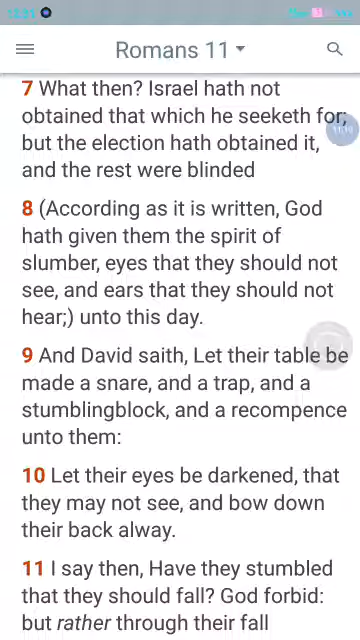 12:31
Romans 11
7 What then? Israel hath not
obtained that which he seeketh for;
but the election hath obtained it,
and the rest were blinded
8 (According as it is written, God
hath given them the spirit of
slumber, eyes that they should not
see, and ears that they should not
hear;) unto this day.
9 And David saith, Let their table be
made a snare, and a trap, and a
stumblingblock, and a recompence
unto them:
10 Let their eyes be darkened, that
they may not see, and bow down
their back alway.
11 I say then, Have they stumbled
that they should fall? God forbid:
but rather through their fall